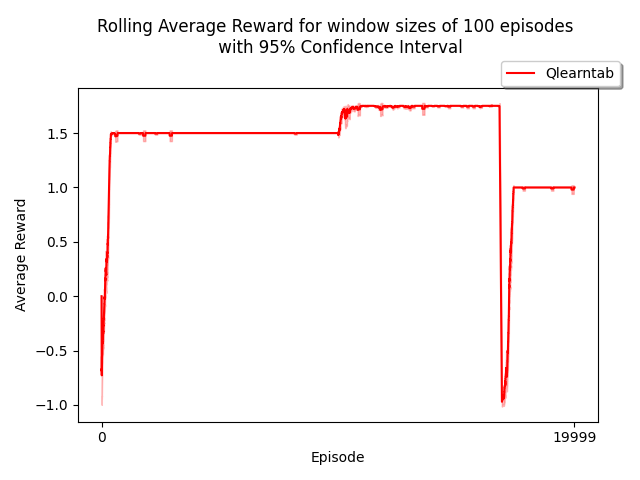 Rolling Average Reward for window sizes of 100 episodes
with 95% Confidence Interval
Qlearntab
1.5
1.0
0.5
0.0
−0.5
−1.0
Average Reward
0
19999
Episode